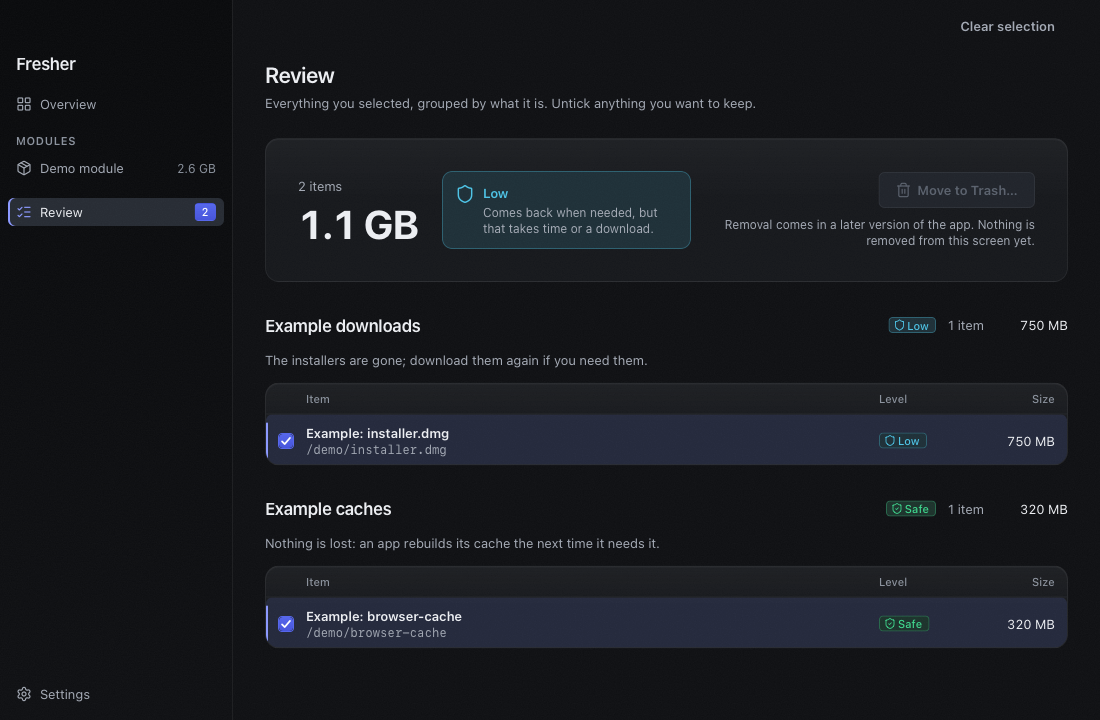 Clear selection
Fresher
Overview
MODULES
Demo module 2.6 GB
Review 2
Settings
Review
Everything you selected, grouped by what it is. Untick anything you want to keep.
2 items
1.1 GB
Low
Comes back when needed, but
that takes time or a download.
Move to Trash...
Removal comes in a later version of the app. Nothing is
removed from this screen yet.
Example downloads Low 1 item 750 MB
The installers are gone; download them again if you need them.
Item Level Size
Example: installer.dmg Low 750 MB
/demo/installer.dmg
Example caches Safe 1 item 320 MB
Nothing is lost: an app rebuilds its cache the next time it needs it.
Item Level Size
Example: browser-cache Safe 320 MB
/demo/browser-cache